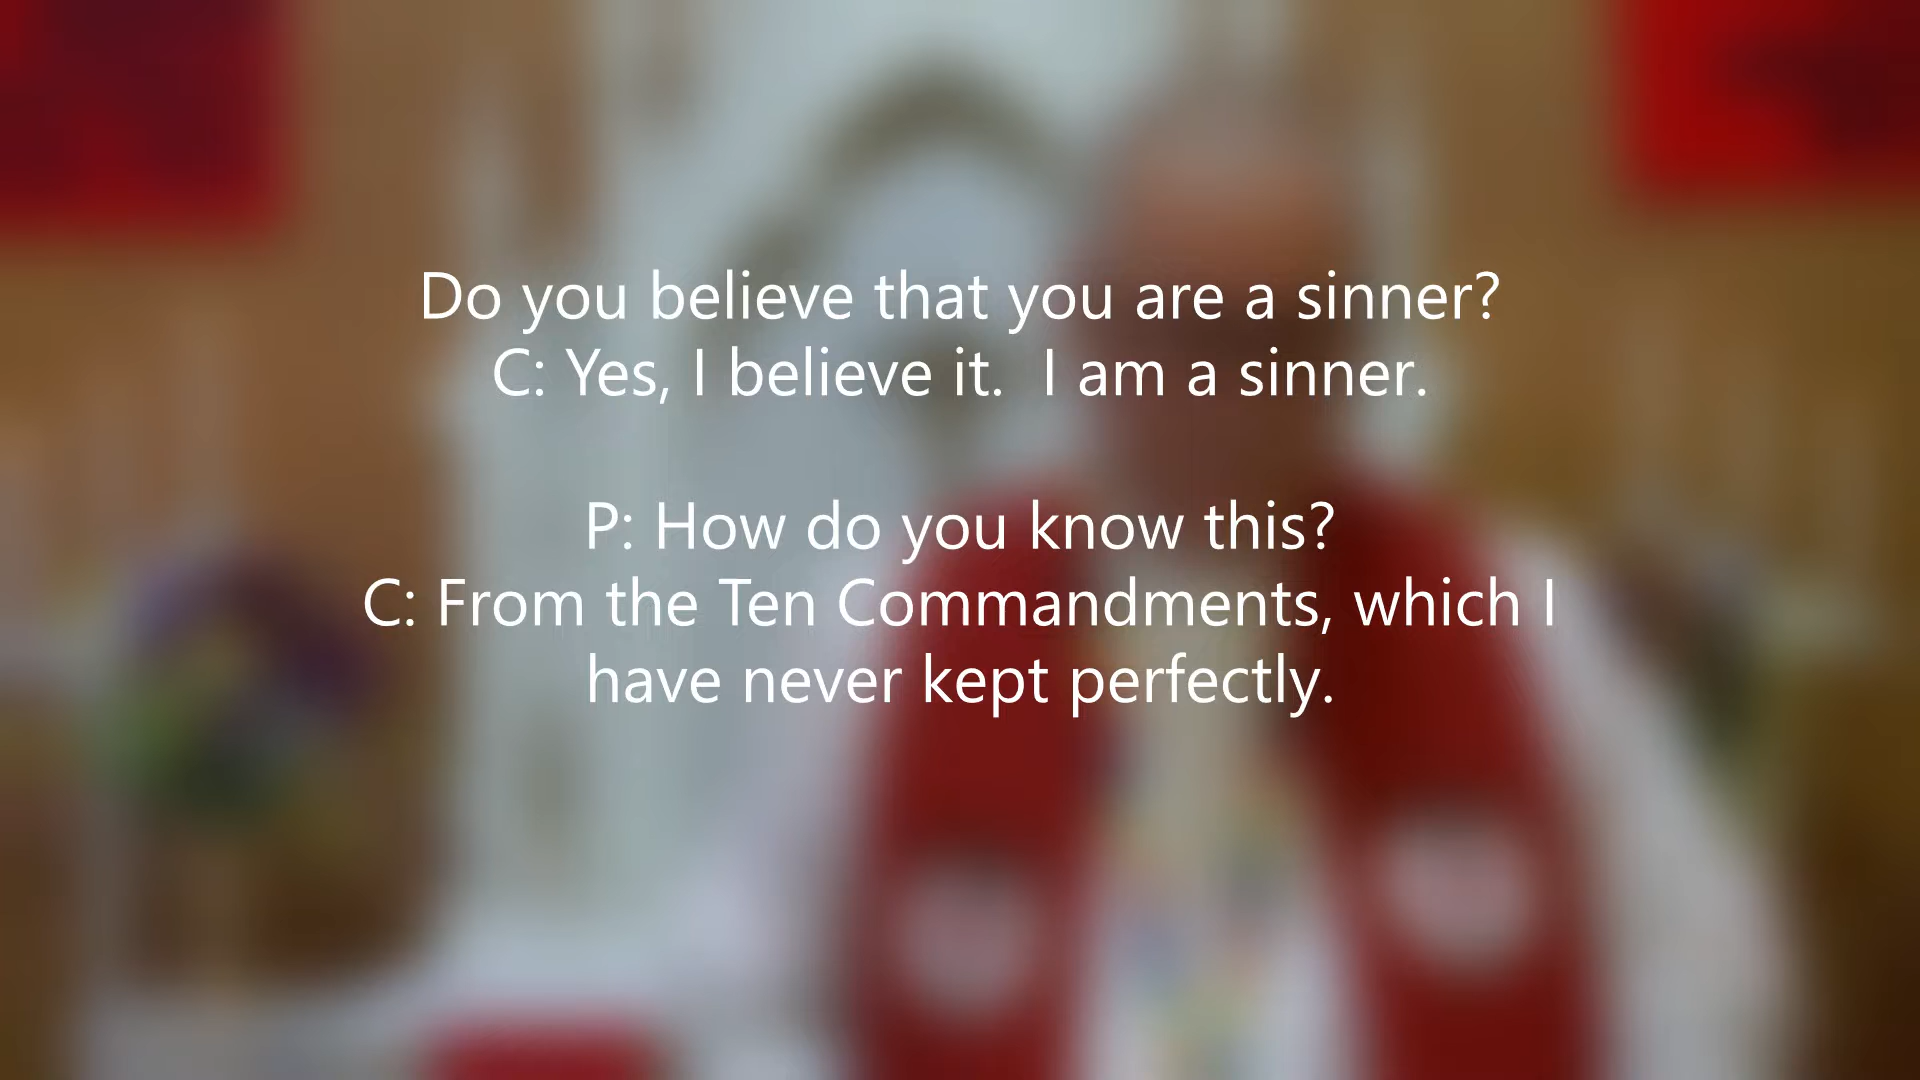 Do you believe that you are a sinner?
C: Yes, I believe it.  I am a sinner.
P: How do you know this?
C: From the Ten Commandments, which I
have never kept perfectly.